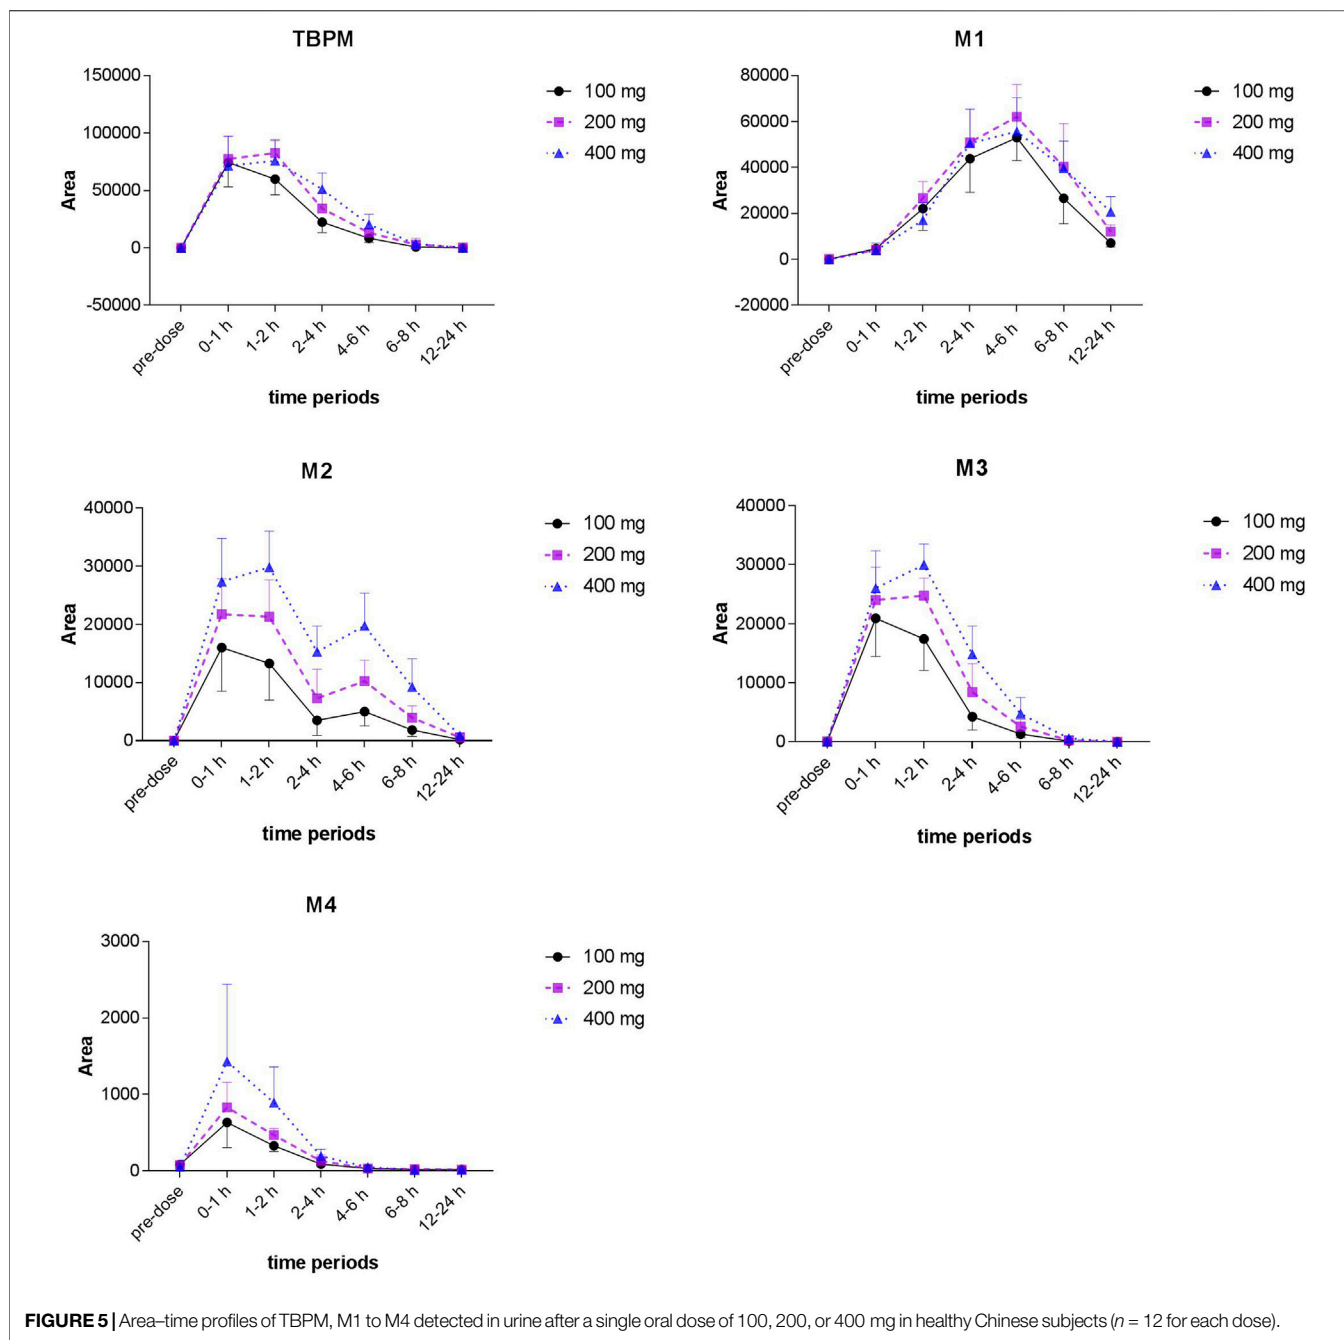 TBPM
150000
100000
50000
0
-50000
Area
pre-dose
0-1 h
1-2 h
2-4 h
4-6 h
6-8 h
12-24 h
time periods
100 mg
200 mg
400 mg
M1
80000
60000
40000
20000
0
-20000
Area
pre-dose
0-1 h
1-2 h
2-4 h
4-6 h
6-8 h
12-24 h
time periods
100 mg
200 mg
400 mg
M2
40000
30000
20000
10000
0
Area
pre-dose
0-1 h
1-2 h
2-4 h
4-6 h
6-8 h
12-24 h
time periods
100 mg
200 mg
400 mg
M3
40000
30000
20000
10000
0
Area
pre-dose
0-1 h
1-2 h
2-4 h
4-6 h
6-8 h
12-24 h
time periods
100 mg
200 mg
400 mg
M4
3000
2000
1000
0
Area
pre-dose
0-1 h
1-2 h
2-4 h
4-6 h
6-8 h
12-24 h
time periods
100 mg
200 mg
400 mg
FIGURE 5 | Area–time profiles of TBPM, M1 to M4 detected in urine after a single oral dose of 100, 200, or 400 mg in healthy Chinese subjects (n = 12 for each dose).